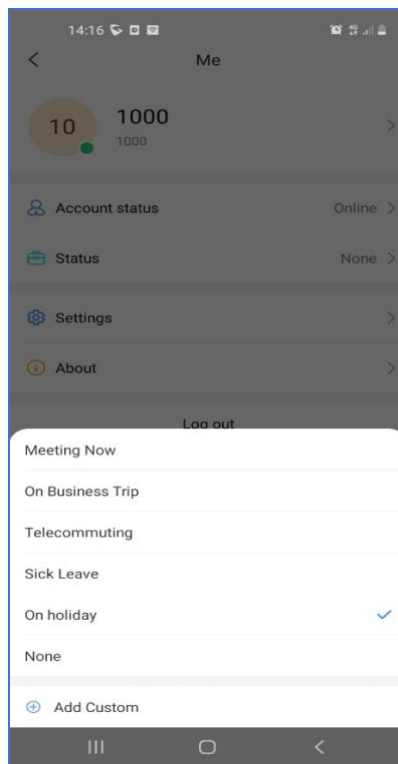 14:16
Me
10
1000
1000
Account status Online
Status None
Settings
About
Log out
Meeting Now
On Business Trip
Telecommuting
Sick Leave
On holiday
None
Add Custom